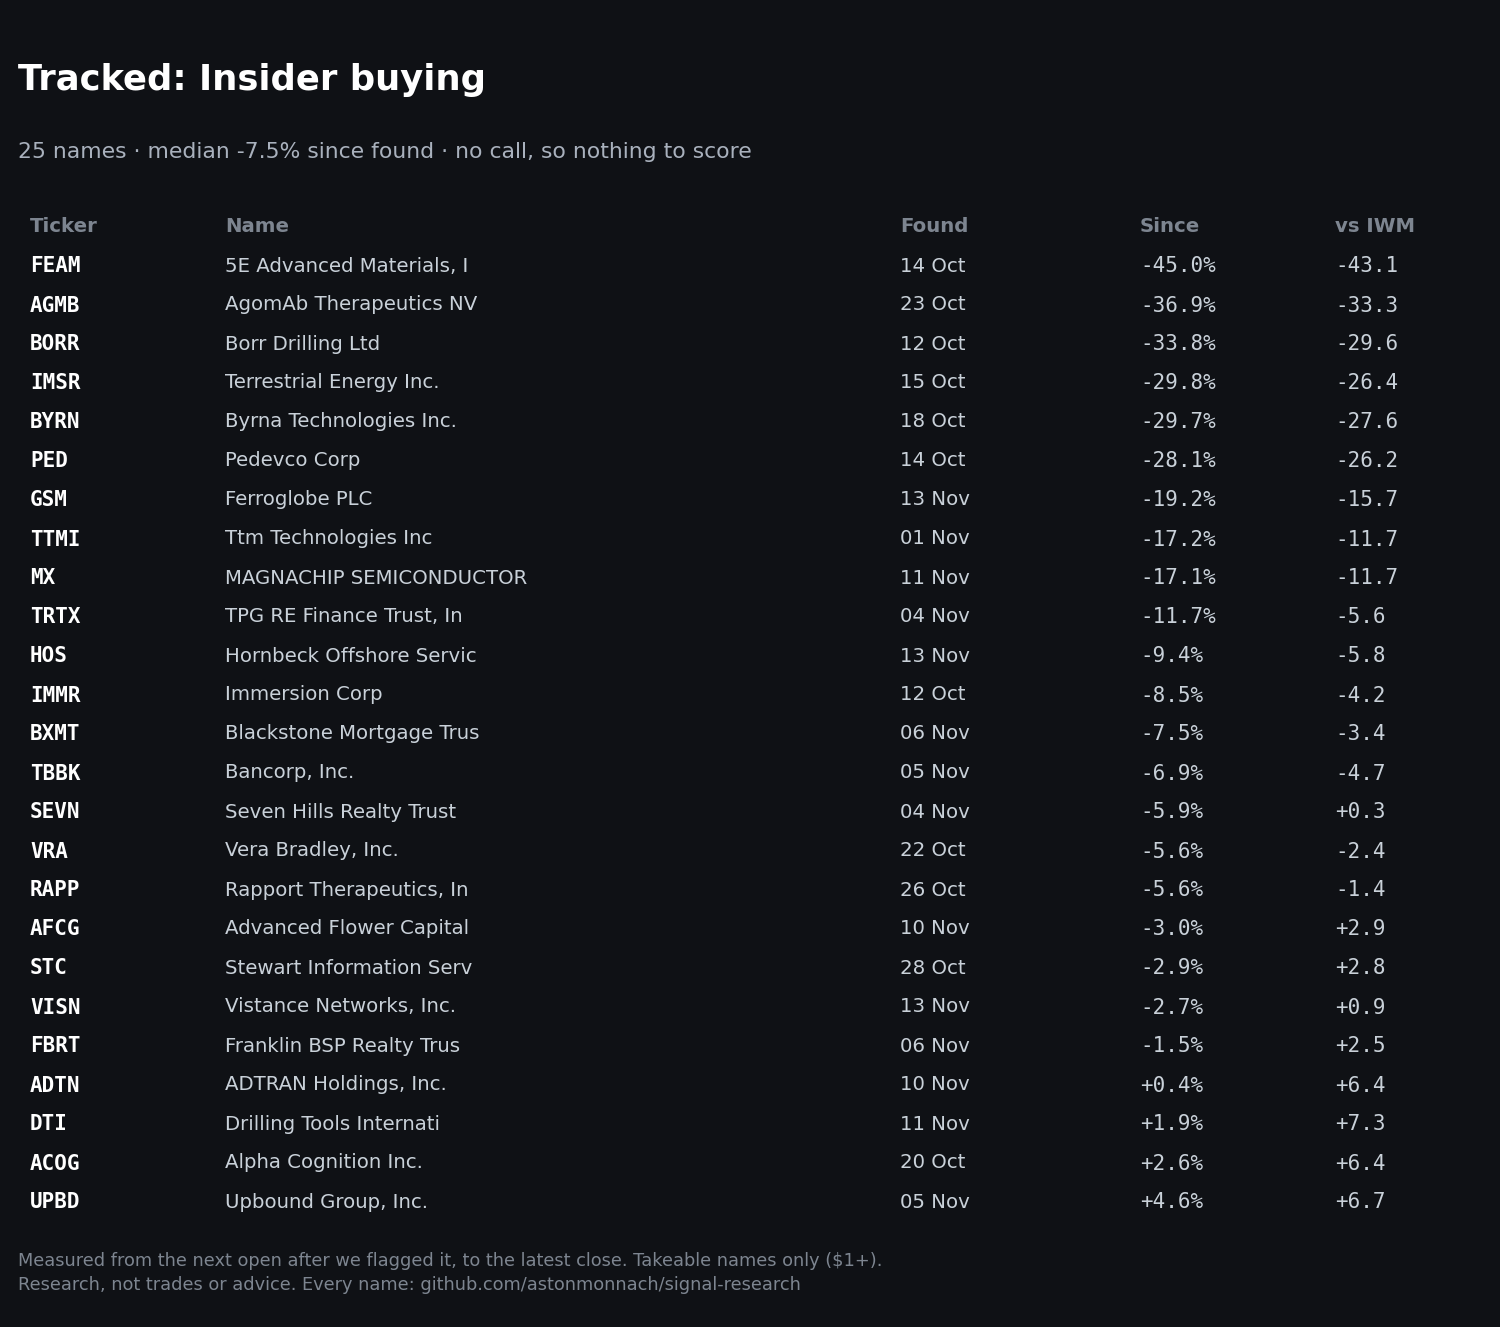 Tracked: Insider buying
25 names · median -7.5% since found · no call, so nothing to score
Ticker Name Found Since vs IWM
FEAM 5E Advanced Materials, I 14 Oct -45.0% -43.1
AGMB AgomAb Therapeutics NV 23 Oct -36.9% -33.3
BORR Borr Drilling Ltd 12 Oct -33.8% -29.6
IMSR Terrestrial Energy Inc. 15 Oct -29.8% -26.4
BYRN Byrna Technologies Inc. 18 Oct -29.7% -27.6
PED Pedevco Corp 14 Oct -28.1% -26.2
GSM Ferroglobe PLC 13 Nov -19.2% -15.7
TTMI Ttm Technologies Inc 01 Nov -17.2% -11.7
MX MAGNACHIP SEMICONDUCTOR 11 Nov -17.1% -11.7
TRTX TPG RE Finance Trust, In 04 Nov -11.7% -5.6
HOS Hornbeck Offshore Servic 13 Nov -9.4% -5.8
IMMR Immersion Corp 12 Oct -8.5% -4.2
BXMT Blackstone Mortgage Trus 06 Nov -7.5% -3.4
TBBK Bancorp, Inc. 05 Nov -6.9% -4.7
SEVN Seven Hills Realty Trust 04 Nov -5.9% +0.3
VRA Vera Bradley, Inc. 22 Oct -5.6% -2.4
RAPP Rapport Therapeutics, In 26 Oct -5.6% -1.4
AFCG Advanced Flower Capital 10 Nov -3.0% +2.9
STC Stewart Information Serv 28 Oct -2.9% +2.8
VISN Vistance Networks, Inc. 13 Nov -2.7% +0.9
FBRT Franklin BSP Realty Trus 06 Nov -1.5% +2.5
ADTN ADTRAN Holdings, Inc. 10 Nov +0.4% +6.4
DTI Drilling Tools Internati 11 Nov +1.9% +7.3
ACOG Alpha Cognition Inc. 20 Oct +2.6% +6.4
UPBD Upbound Group, Inc. 05 Nov +4.6% +6.7
Measured from the next open after we flagged it, to the latest close. Takeable names only ($1+).
Research, not trades or advice. Every name: github.com/astonmonnach/signal-research